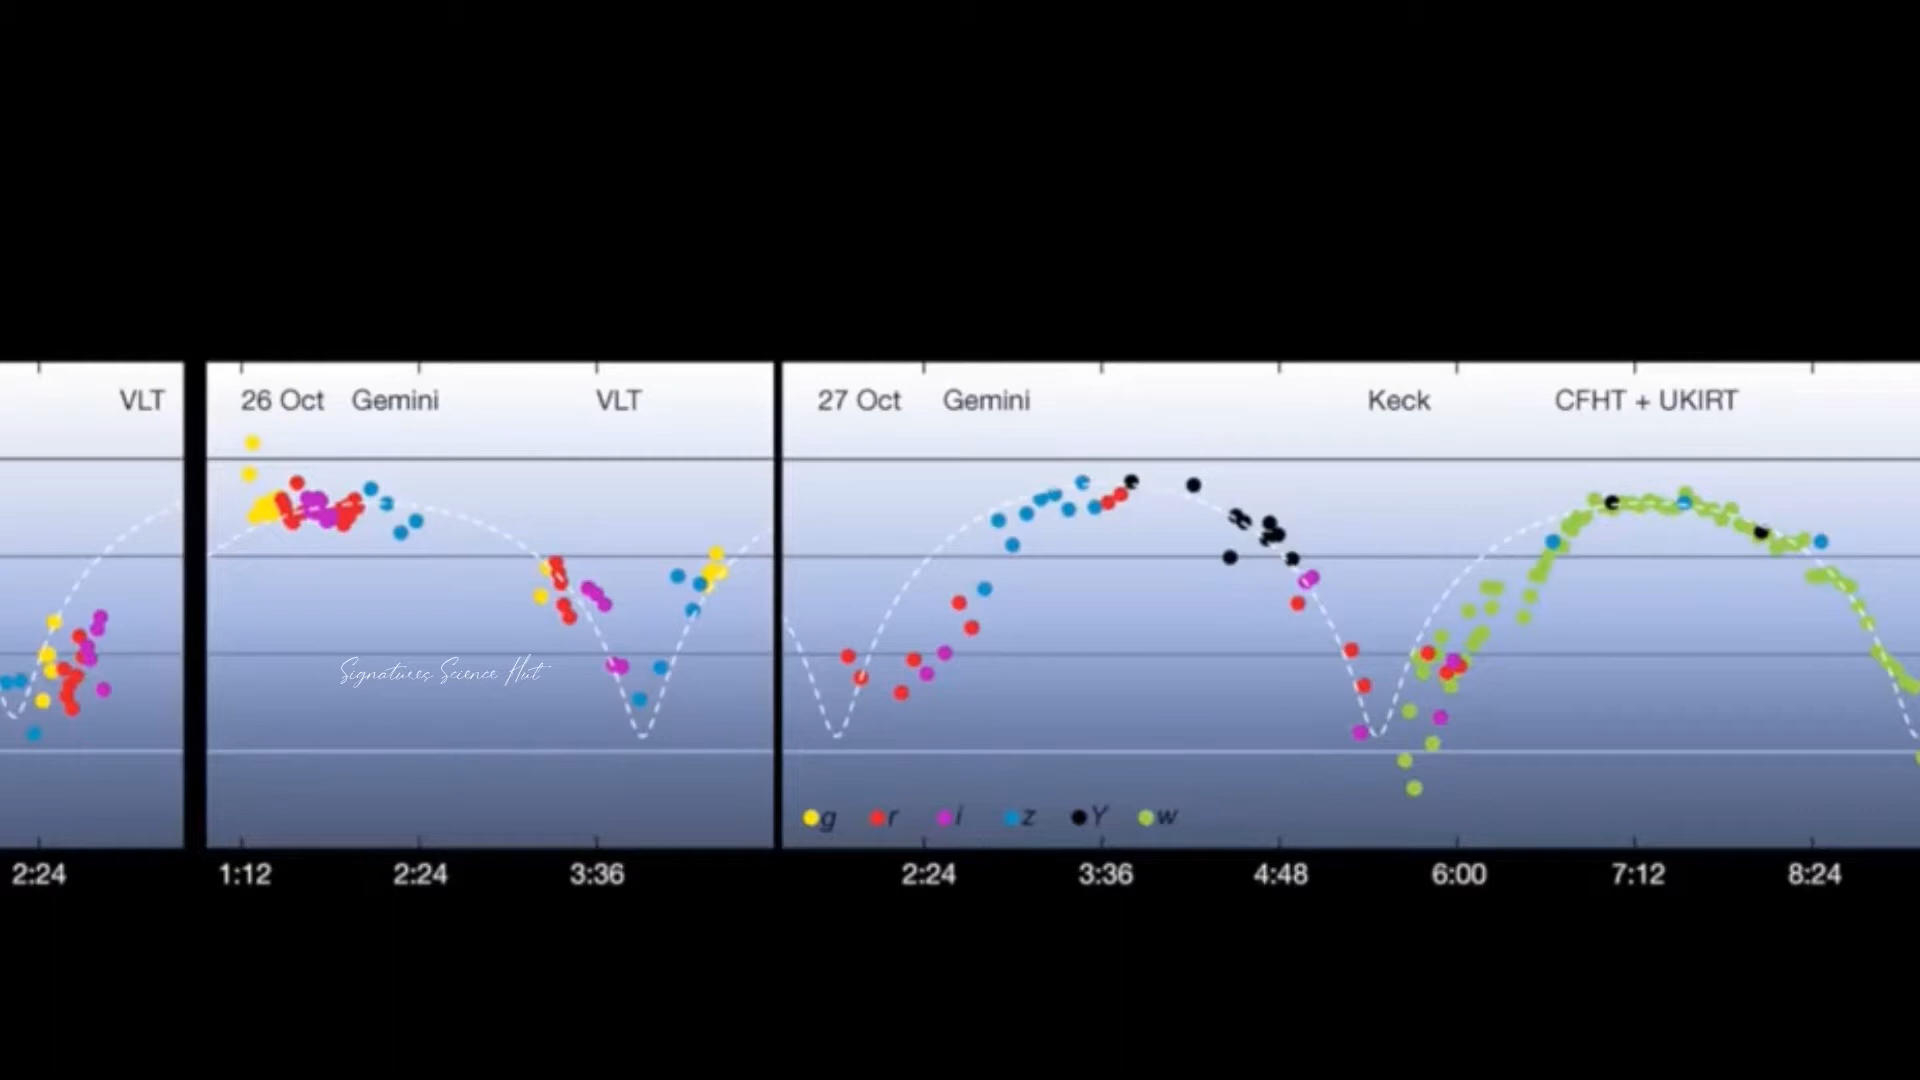 VLT 26 Oct Gemini VLT 27 Oct Gemini Keck CFHT + UKIRT
Signatures Science Hut
g r i z Y w
2:24 1:12 2:24 3:36 2:24 3:36 4:48 6:00 7:12 8:24